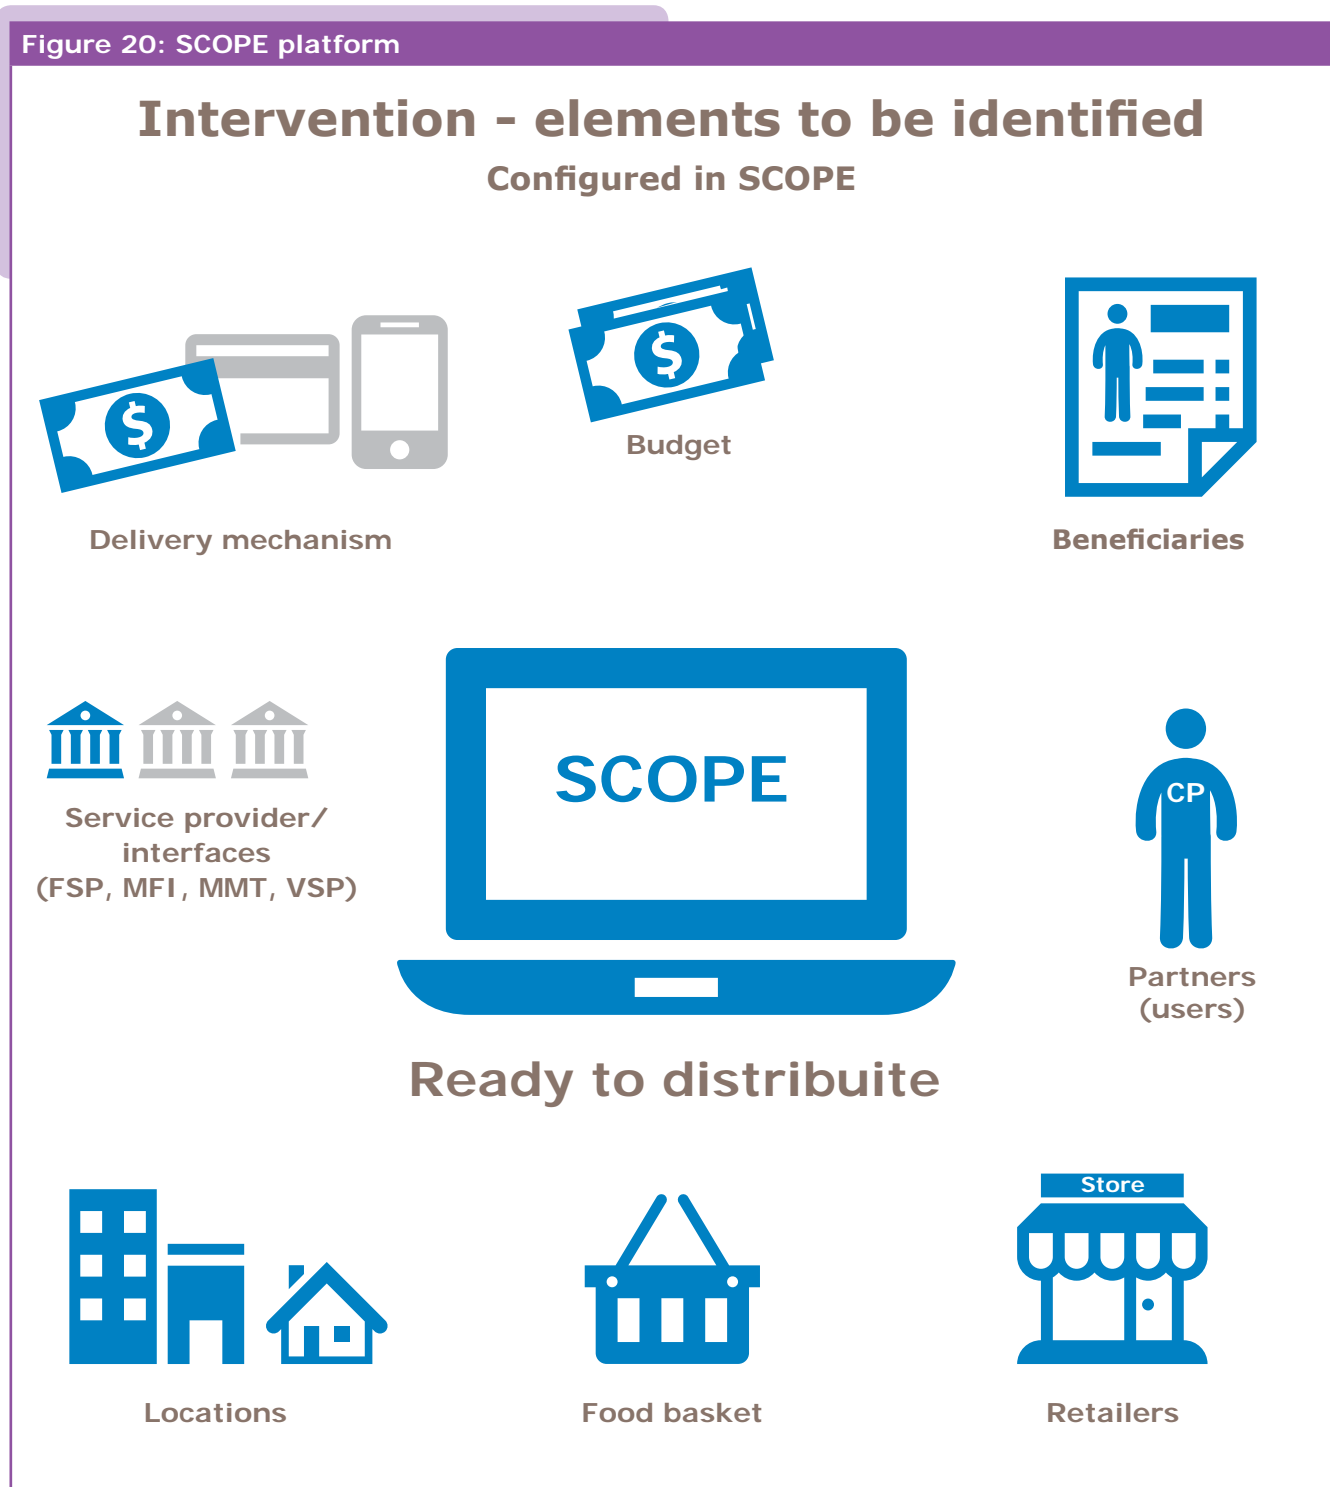 Figure 20: SCOPE platform
Intervention - elements to be identified
Configured in SCOPE
Budget
Delivery mechanism
Beneficiaries
SCOPE
CP
Service provider/
interfaces
(FSP, MFI, MMT, VSP)
Partners
(users)
Ready to distribuite
Store
Locations
Food basket
Retailers